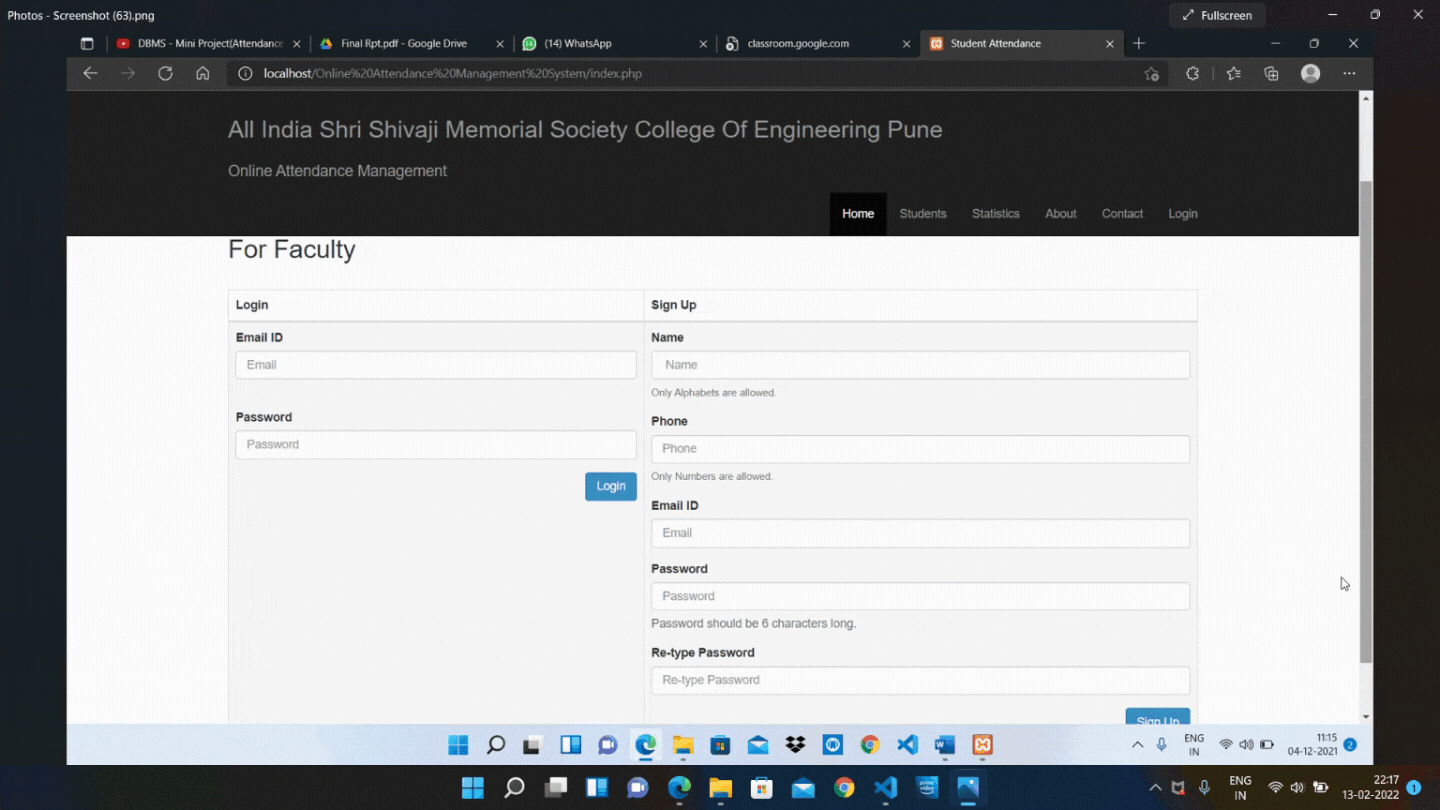 Photos - Screenshot (63).png
Fullscreen
DBMS - Mini Project(Attendance
Final Rpt.pdf - Google Drive
(14) WhatsApp
classroom.google.com
Student Attendance
localhost/Online%20Attendance%20Management%20System/index.php
All India Shri Shivaji Memorial Society College Of Engineering Pune
Online Attendance Management
Home Students Statistics About Contact Login
For Faculty
Login
Email ID
Email
Password
Password
Login
Sign Up
Name
Name
Only Alphabets are allowed.
Phone
Phone
Only Numbers are allowed.
Email ID
Email
Password
Password
Password should be 6 characters long.
Re-type Password
Re-type Password
Sign Up
ENG
IN
11:15
04-12-2021
2
ENG
IN
22:17
13-02-2022
1